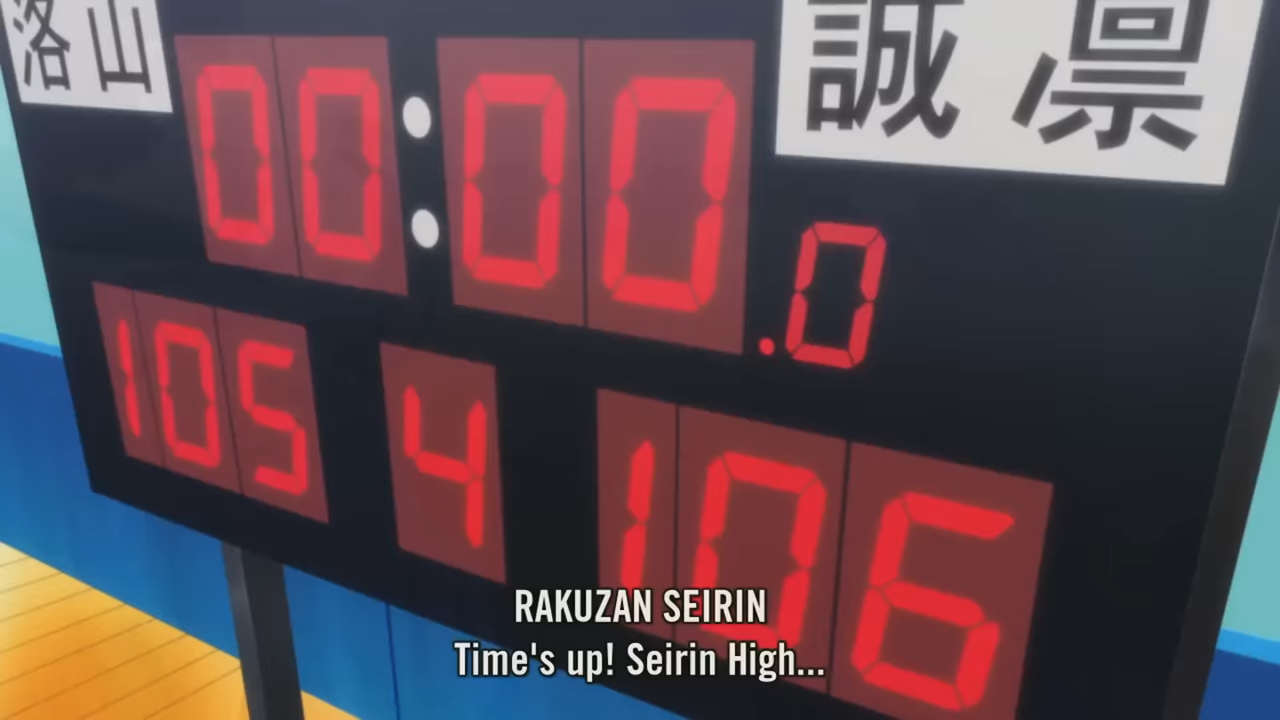 洛山
誠凛
00:00.0
105 4 106
RAKUZAN SEIRIN
Time's up! Seirin High...